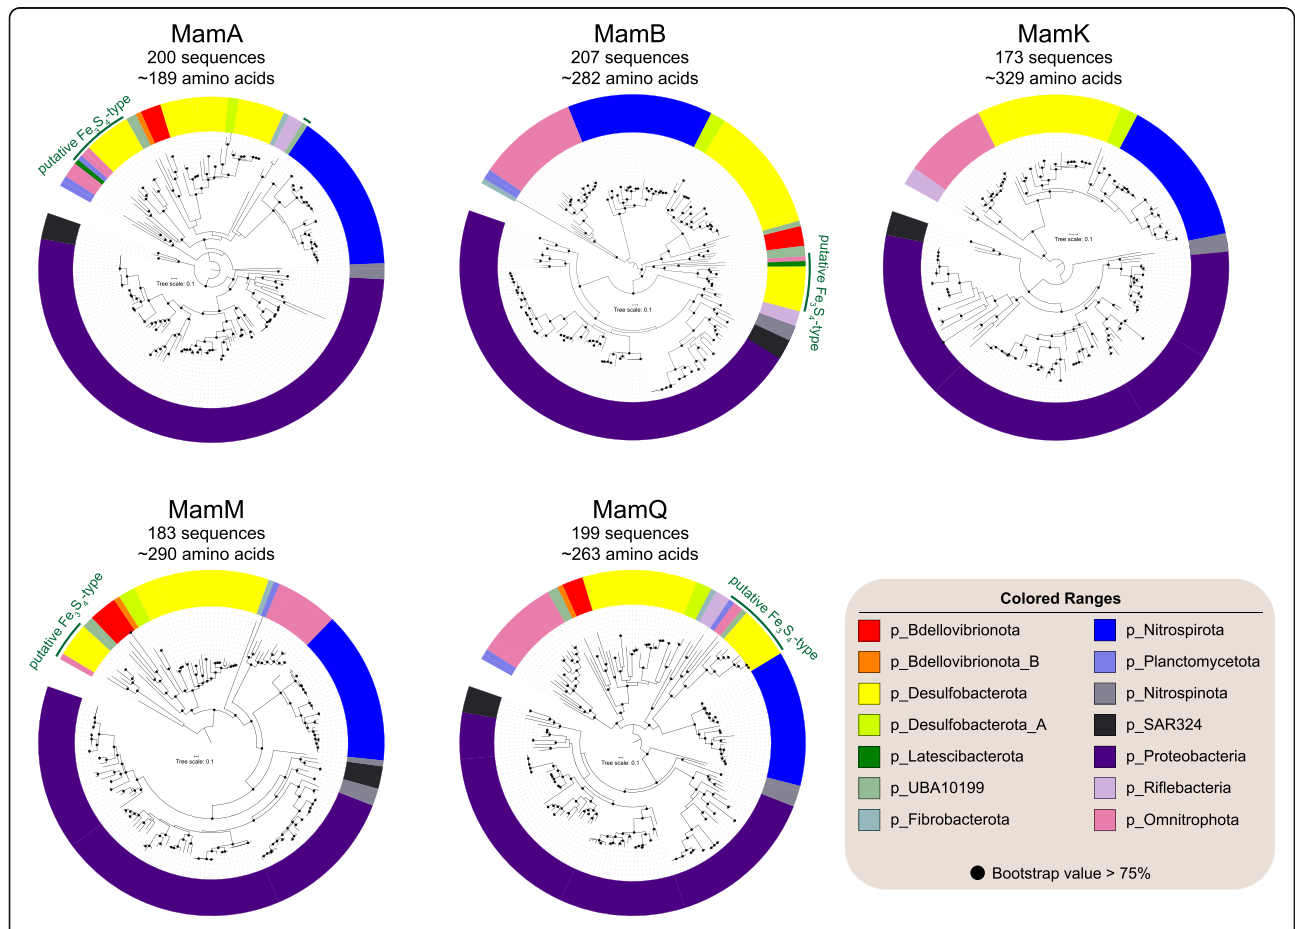 MamA
200 sequences
~189 amino acids
putative Fe3S4-type
Tree scale: 0.1
MamB
207 sequences
~282 amino acids
putative Fe3S4-type
Tree scale: 0.1
MamK
173 sequences
~329 amino acids
Tree scale: 0.1
MamM
183 sequences
~290 amino acids
putative Fe3S4-type
Tree scale: 0.1
MamQ
199 sequences
~263 amino acids
putative Fe3S4-type
Tree scale: 0.1
Colored Ranges
p_Bdellovibrionota
p_Bdellovibrionota_B
p_Desulfobacterota
p_Desulfobacterota_A
p_Latescibacterota
p_UBA10199
p_Fibrobacterota
p_Nitrospirota
p_Planctomycetota
p_Nitrospinota
p_SAR324
p_Proteobacteria
p_Riflebacteria
p_Omnitrophota
Bootstrap value > 75%